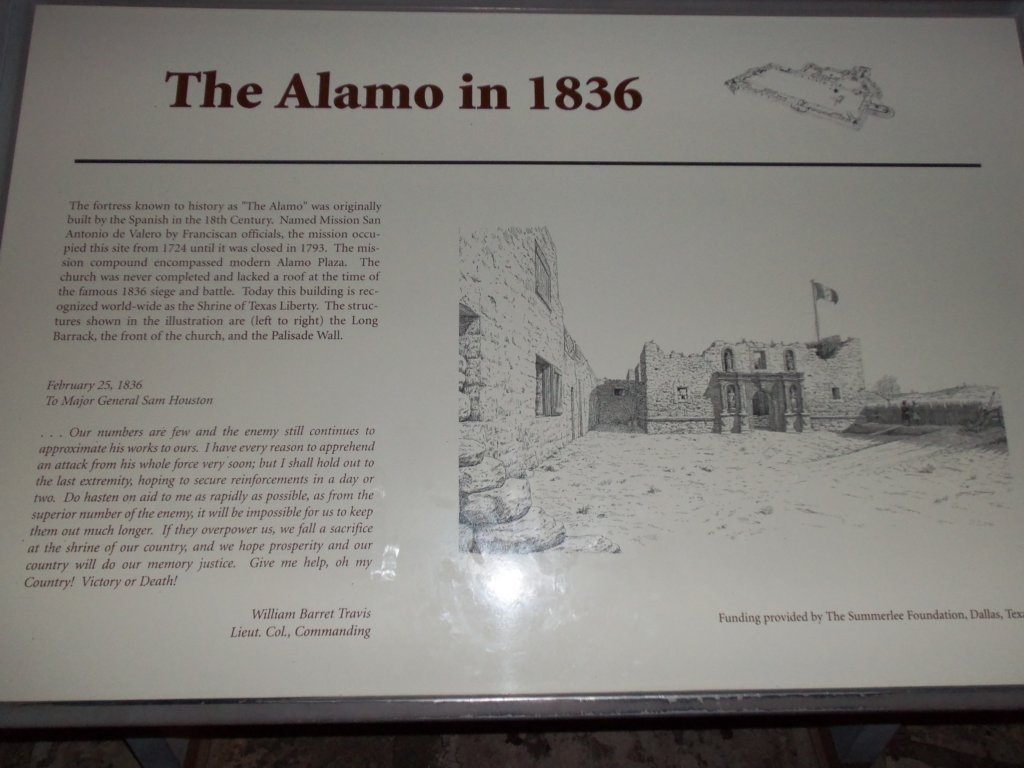 The Alamo in 1836
The fortress known to history as "The Alamo" was originally
built by the Spanish in the 18th Century. Named Mission San
Antonio de Valero by Franciscan officials, the mission occu-
pied this site from 1724 until it was closed in 1793. The mis-
sion compound encompassed modern Alamo Plaza. The
church was never completed and lacked a roof at the time of
the famous 1836 siege and battle. Today this building is rec-
ognized world-wide as the Shrine of Texas Liberty. The struc-
tures shown in the illustration are (left to right) the Long
Barrack, the front of the church, and the Palisade Wall.
February 25, 1836
To Major General Sam Houston
. . . Our numbers are few and the enemy still continues to
approximate his works to ours. I have every reason to apprehend
an attack from his whole force very soon; but I shall hold out to
the last extremity, hoping to secure reinforcements in a day or
two. Do hasten on aid to me as rapidly as possible, as from the
superior number of the enemy, it will be impossible for us to keep
them out much longer. If they overpower us, we fall a sacrifice
at the shrine of our country, and we hope prosperity and our
country will do our memory justice. Give me help, oh my
Country! Victory or Death!
William Barret Travis
Lieut. Col., Commanding
Funding provided by The Summerlee Foundation, Dallas, Texa